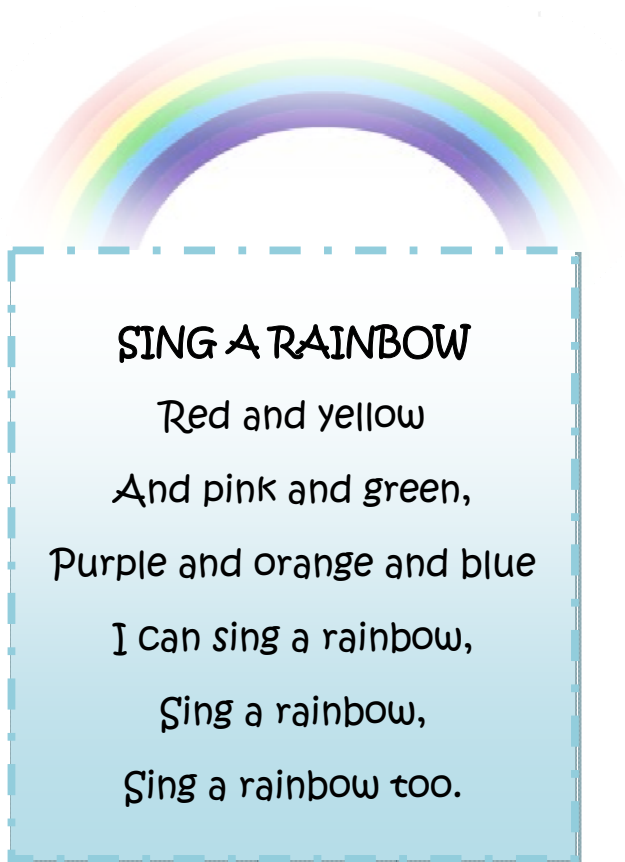 SING A RAINBOW
Red and yellow
And pink and green,
Purple and orange and blue
I can sing a rainbow,
Sing a rainbow,
Sing a rainbow too.